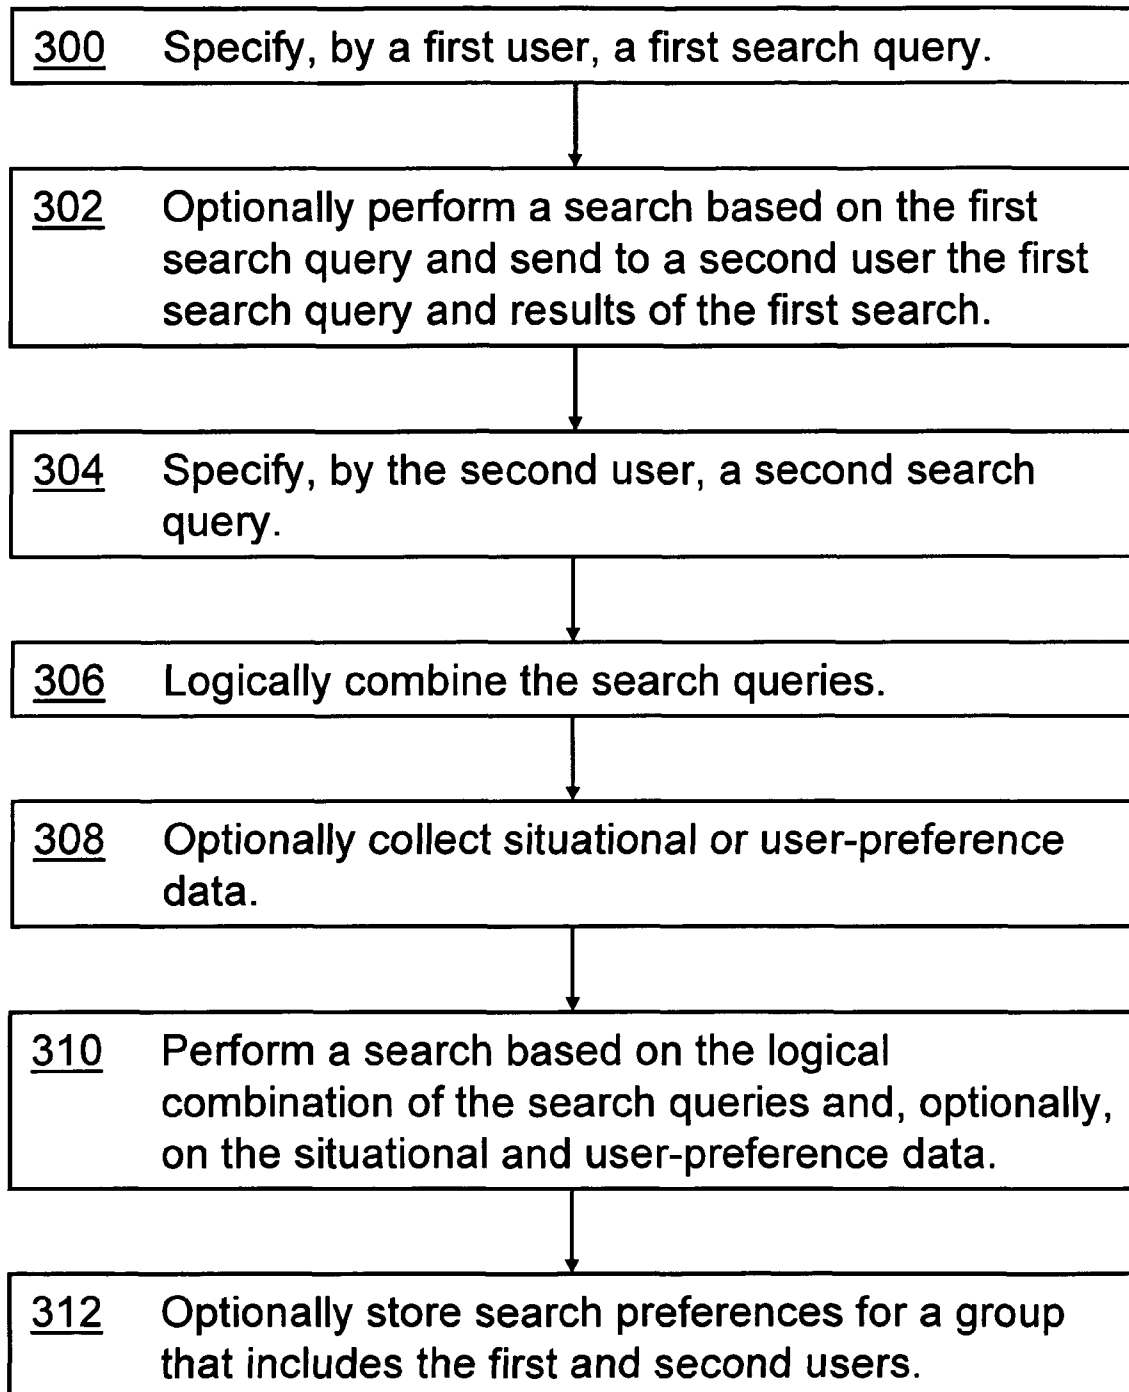 300 Specify, by a first user, a first search query.
302 Optionally perform a search based on the first
search query and send to a second user the first
search query and results of the first search.
304 Specify, by the second user, a second search
query.
306 Logically combine the search queries.
308 Optionally collect situational or user-preference
data.
310 Perform a search based on the logical
combination of the search queries and, optionally,
on the situational and user-preference data.
312 Optionally store search preferences for a group
that includes the first and second users.